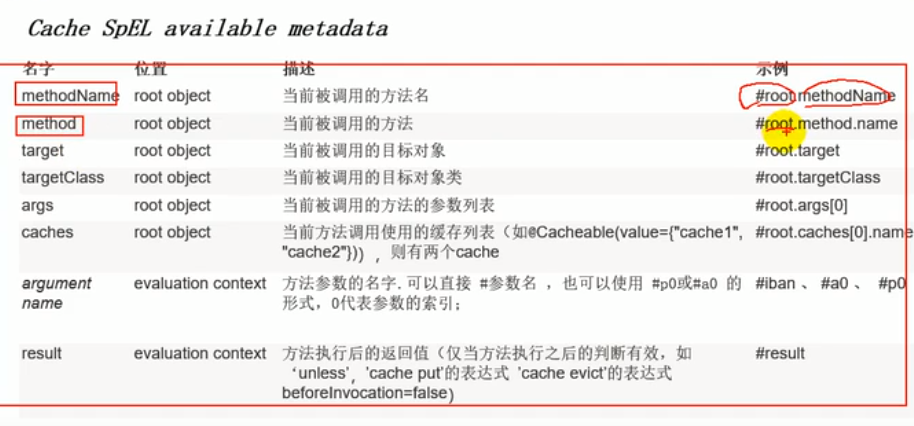 Cache SpEL available metadata
名字 位置 描述 示例
methodName root object 当前被调用的方法名 #root.methodName
method root object 当前被调用的方法 #root.method.name
target root object 当前被调用的目标对象 #root.target
targetClass root object 当前被调用的目标对象类 #root.targetClass
args root object 当前被调用的方法的参数列表 #root.args[0]
caches root object 当前方法调用使用的缓存列表（如@Cacheable(value={"cache1", #root.caches[0].name
"cache2"})），则有两个cache
argument evaluation context 方法参数的名字. 可以直接 #参数名 ，也可以使用 #p0或#a0 的 #iban 、 #a0 、 #p0
name 形式，0代表参数的索引；
result evaluation context 方法执行后的返回值（仅当方法执行之后的判断有效，如 #result
‘unless’，'cache put'的表达式 'cache evict'的表达式
beforeInvocation=false）